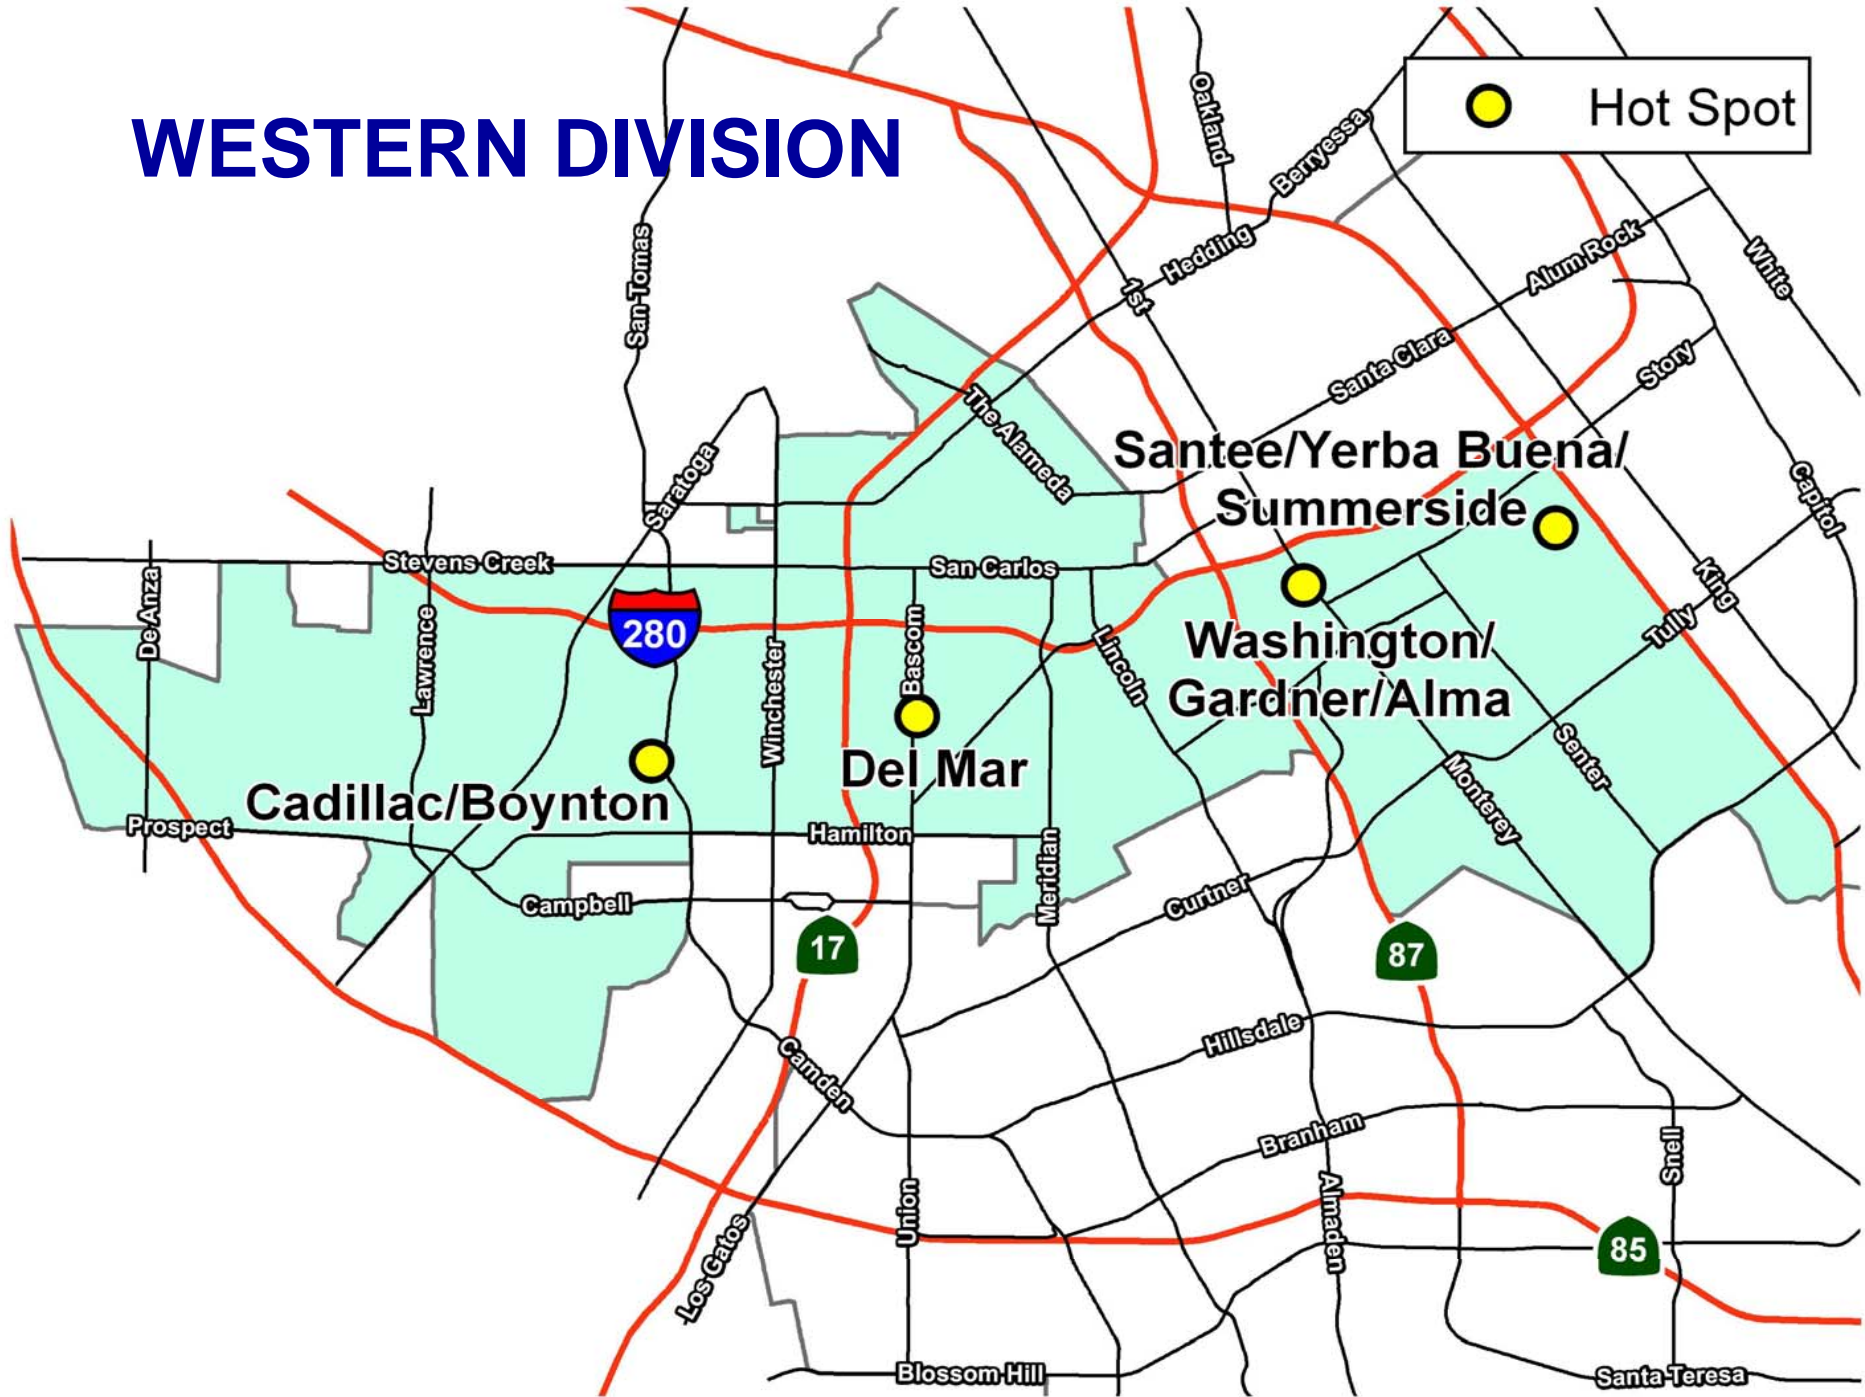 WESTERN DIVISION
Hot Spot
Oakland
Berryessa
Hedding
San Tomas
1st
Alum Rock
White
Santa Clara
Story
The Alameda
Saratoga
Santee/Yerba Buena/
Summerside
Capitol
Stevens Creek
San Carlos
De Anza
Lawrence
280
Bascom
Winchester
Lincoln
Washington/
Gardner/Alma
King
Tully
Senter
Monterey
Del Mar
Cadillac/Boynton
Prospect
Hamilton
Meridian
Campbell
Curtner
17
87
Hillsdale
Camden
Branham
Snell
Almaden
Union
Los Gatos
85
Blossom Hill
Santa Teresa